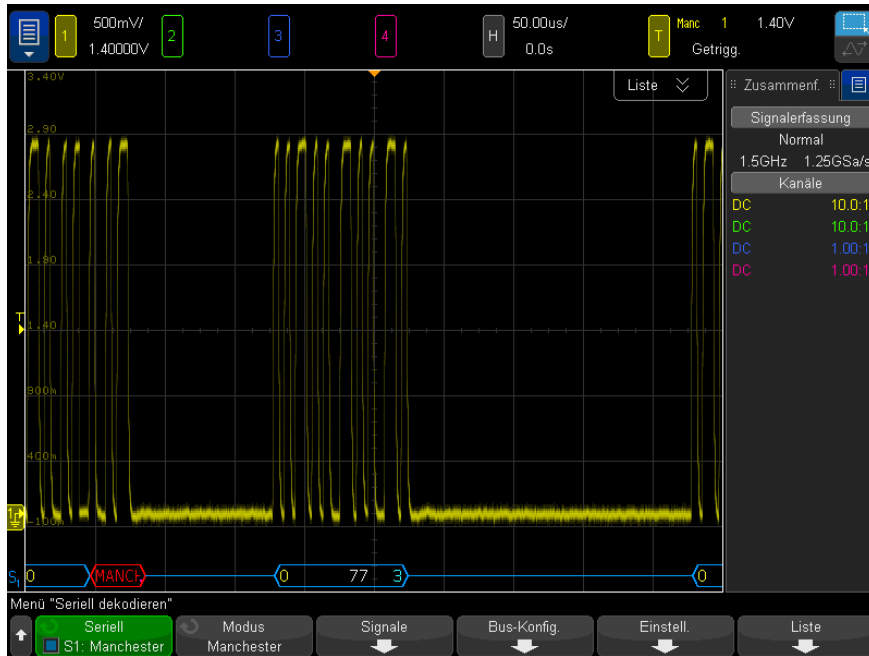 1 500mV/ 2 3 4 H 50.00us/ T Manc 1 1.40V
1.40000V 0.0s Getrigg.
3.40V
2.90
2.40
1.90
1.40
900m
400m
-100m
T
Liste
Zusammenf.
Signalerfassung
Normal
1.5GHz 1.25GSa/s
Kanäle
DC 10.0:1
DC 10.0:1
DC 1.00:1
DC 1.00:1
S1 0 MANCH 0 77 3 0
Menü "Seriell dekodieren"
Seriell Modus Signale Bus-Konfig. Einstell. Liste
S1: Manchester Manchester